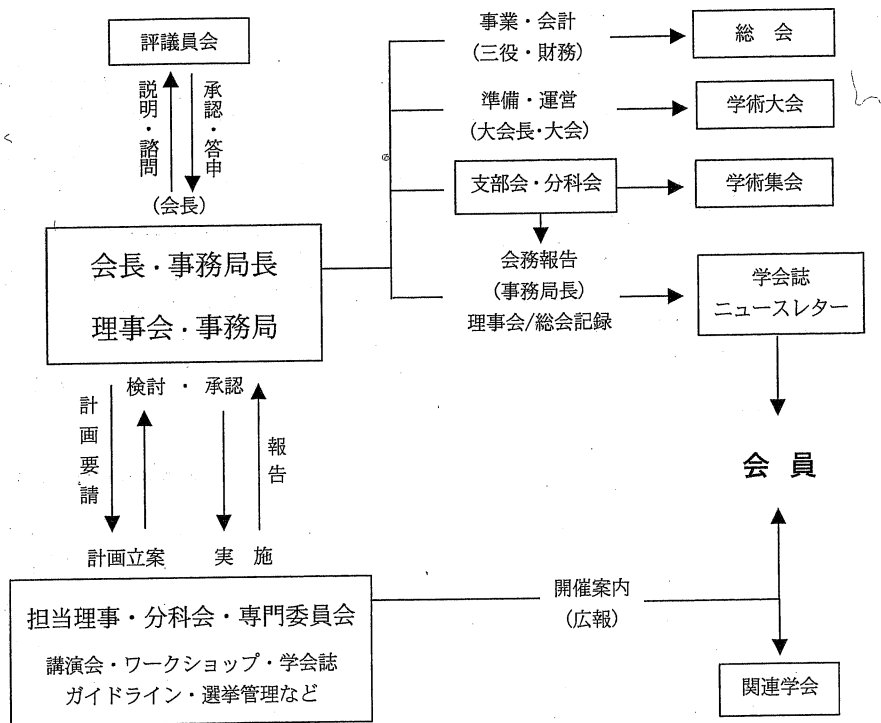 評議員会
説明・諮問
承認・答申
(会長)
会長・事務局長
理事会・事務局
事業・会計
(三役・財務)
総　会
準備・運営
(大会長・大会)
学術大会
支部会・分科会
学術集会
会務報告
(事務局長)
理事会/総会記録
学会誌
ニュースレター
検討 ・ 承認
計画要請
報告
計画立案
実　施
会 員
担当理事・分科会・専門委員会
講演会・ワークショップ・学会誌
ガイドライン・選挙管理など
開催案内
(広報)
関連学会